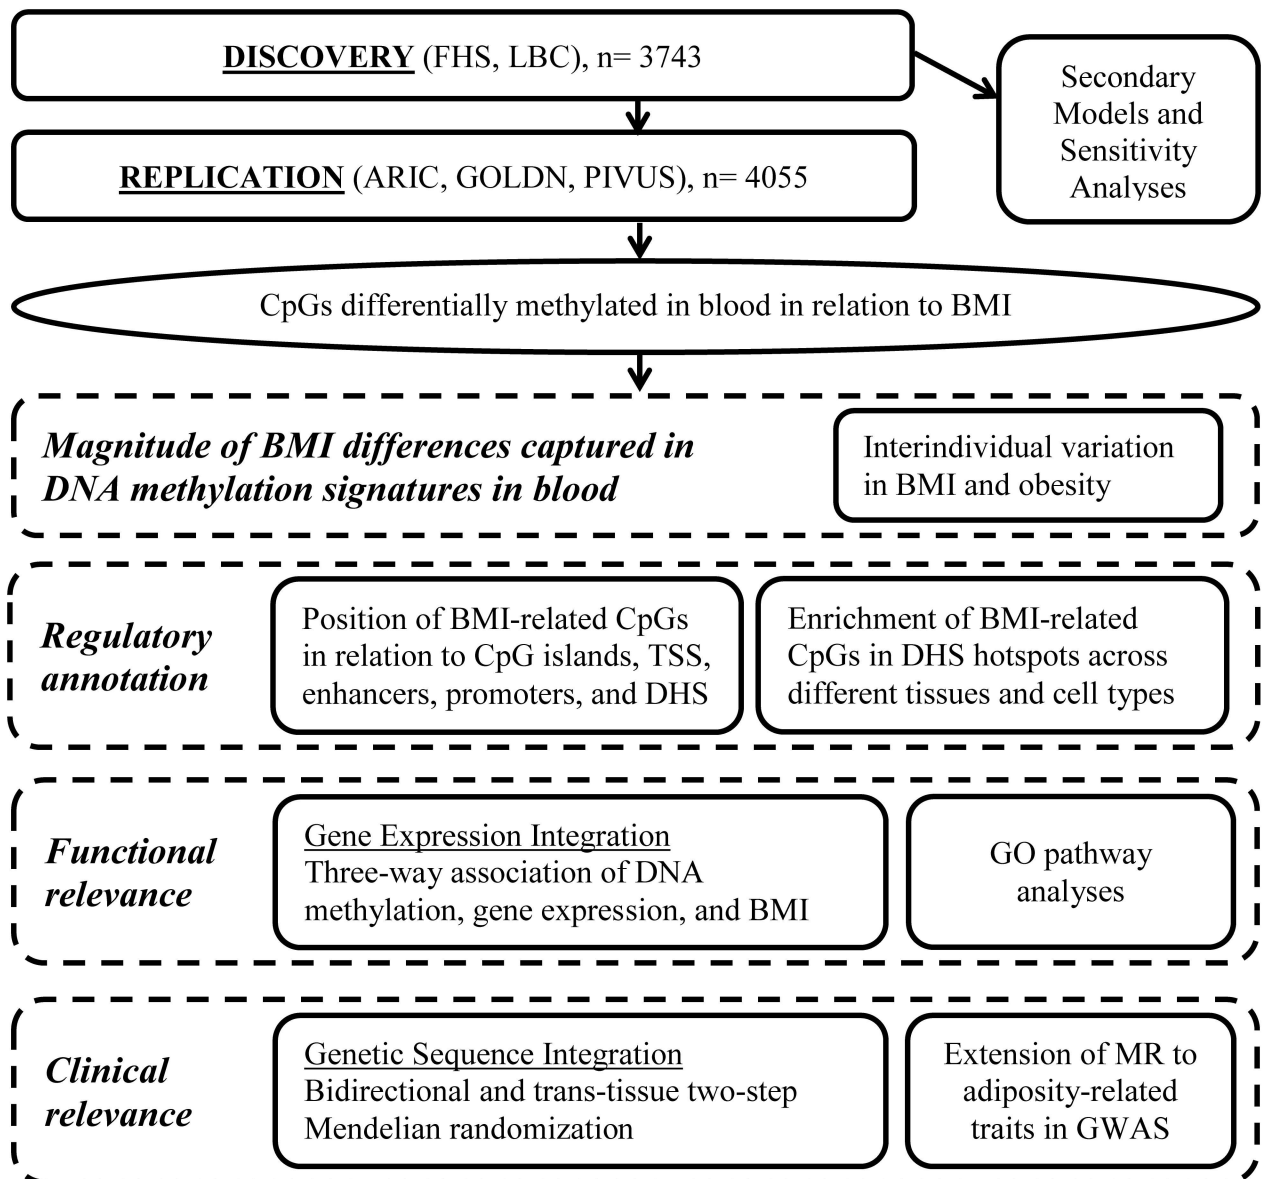 DISCOVERY (FHS, LBC), n= 3743
Secondary
Models and
Sensitivity
Analyses
REPLICATION (ARIC, GOLDN, PIVUS), n= 4055
CpGs differentially methylated in blood in relation to BMI
Magnitude of BMI differences captured in
DNA methylation signatures in blood
Interindividual variation
in BMI and obesity
Regulatory
annotation
Position of BMI-related CpGs
in relation to CpG islands, TSS,
enhancers, promoters, and DHS
Enrichment of BMI-related
CpGs in DHS hotspots across
different tissues and cell types
Functional
relevance
Gene Expression Integration
Three-way association of DNA
methylation, gene expression, and BMI
GO pathway
analyses
Clinical
relevance
Genetic Sequence Integration
Bidirectional and trans-tissue two-step
Mendelian randomization
Extension of MR to
adiposity-related
traits in GWAS